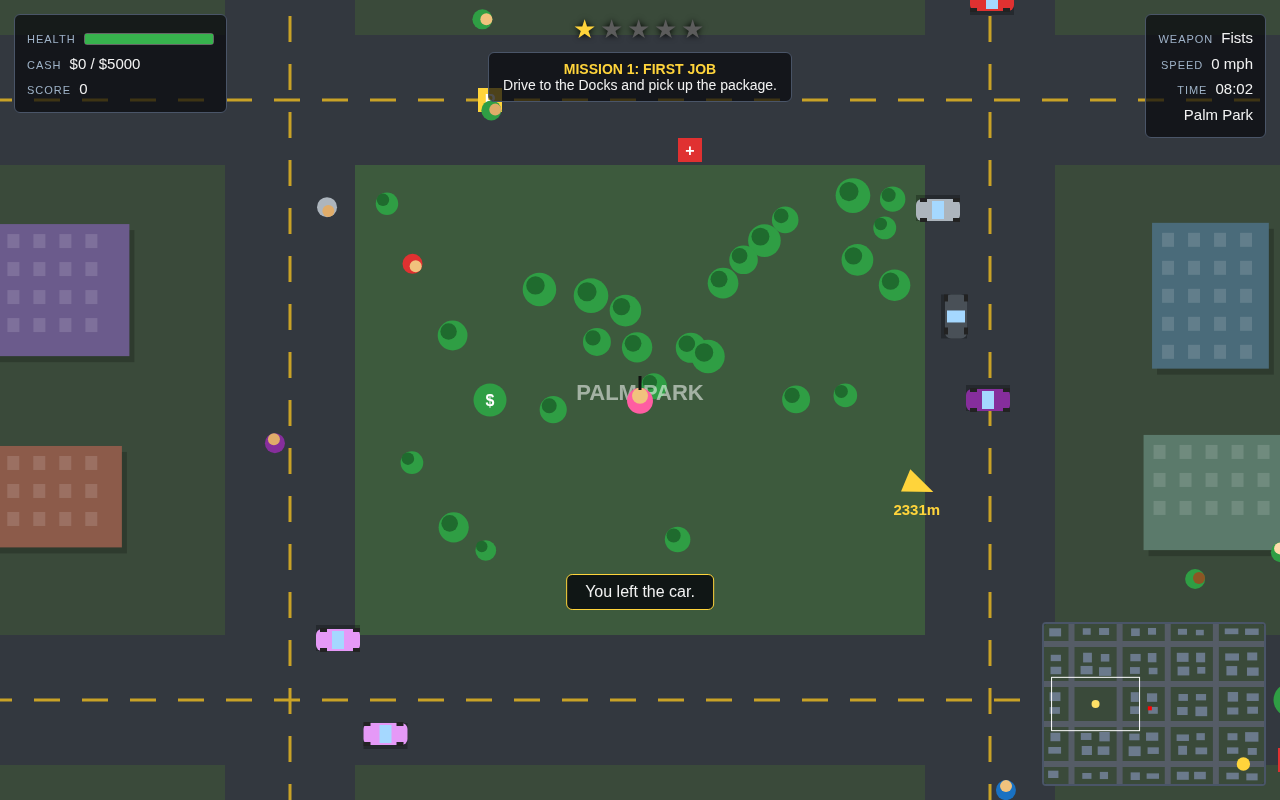 HEALTH
CASH $0 / $5000
SCORE 0
MISSION 1: FIRST JOB
Drive to the Docks and pick up the package.
WEAPON Fists
SPEED 0 mph
TIME 08:02
Palm Park
+
PALM PARK
$
2331m
You left the car.